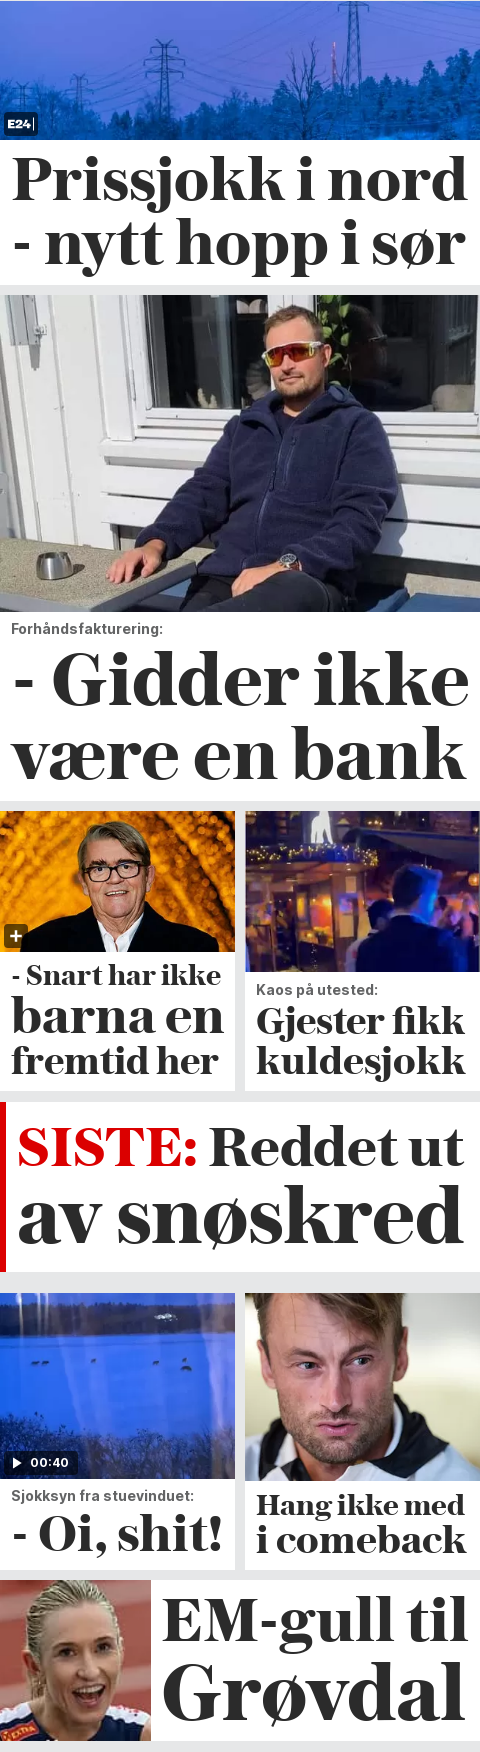 E24
Prissjokk i nord
- nytt hopp i sør
Forhåndsfakturering:
- Gidder ikke
være en bank
- Snart har ikke
barna en
fremtid her
Kaos på utested:
Gjester fikk
kuldesjokk
SISTE: Reddet ut
av snøskred
00:40
Sjokksyn fra stuevinduet:
- Oi, shit!
Hang ikke med
i comeback
EXTRA
EM-gull til
Grøvdal